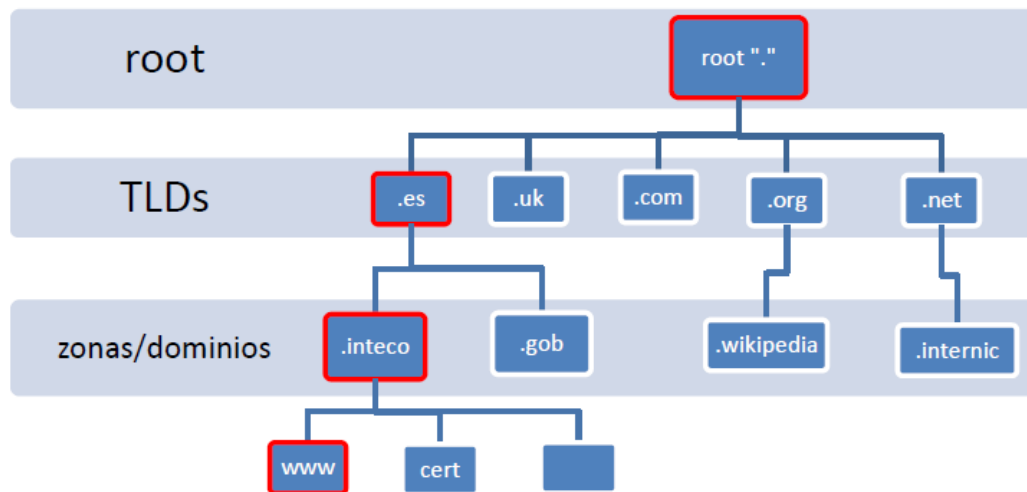 root
root "."
TLDs
.es
.uk
.com
.org
.net
zonas/dominios
.inteco
.gob
.wikipedia
.internic
www
cert